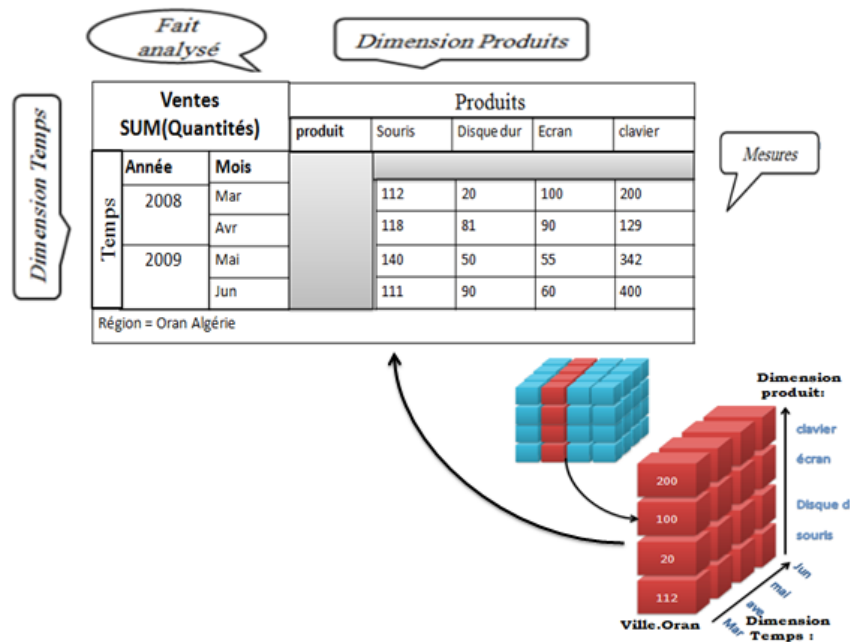 Fait
analysé
Dimension Produits
Dimension Temps
Mesures
Ventes
SUM(Quantités)
Produits
produit Souris Disque dur Ecran clavier
Temps
Année Mois
2008 Mar 112 20 100 200
Avr 118 81 90 129
2009 Mai 140 50 55 342
Jun 111 90 60 400
Région = Oran Algérie
Dimension
produit:
clavier
écran
Disque d
souris
200
100
20
112
Jun
mai
ave
Mar
Ville.Oran
Dimension
Temps :